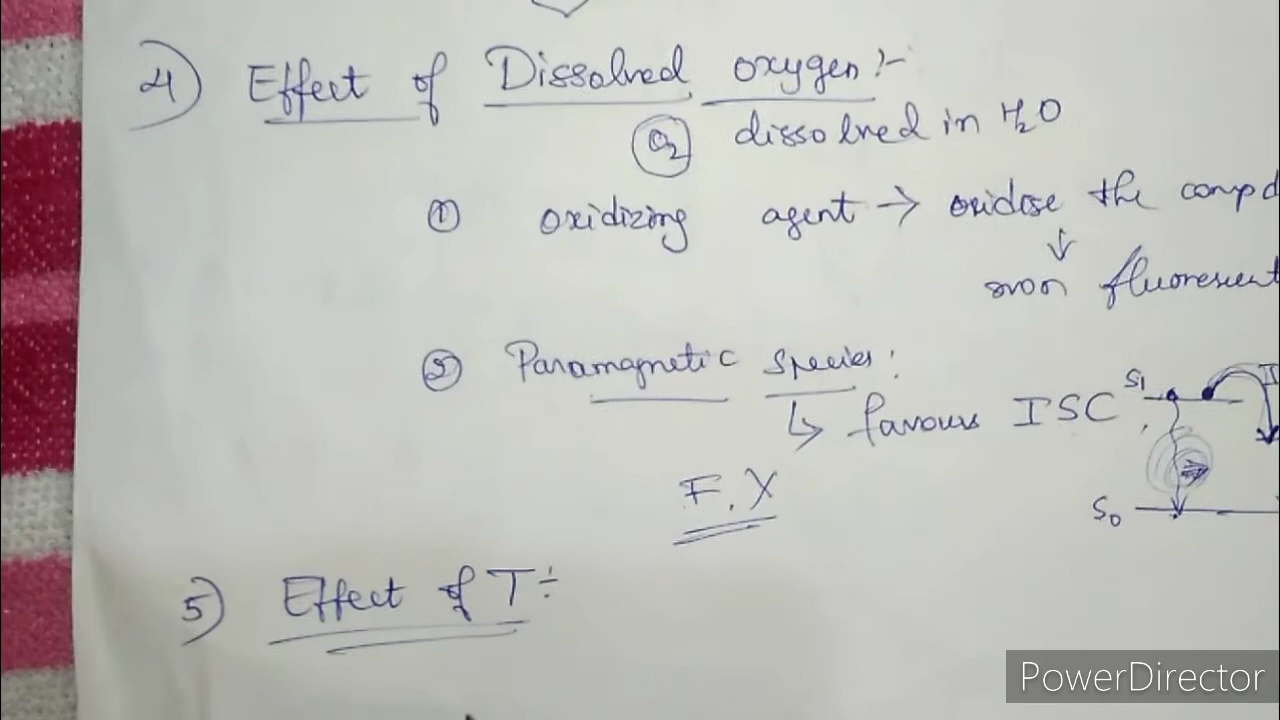 4) Effect of Dissolved oxygen :-
O2 dissolved in H2O
① oxidizing agent → oxidise the compd
↓
non fluorescent
② Paramagnetic Species :
↳ favours ISC
S1
F. X
S0
5) Effect of T :-
PowerDirector